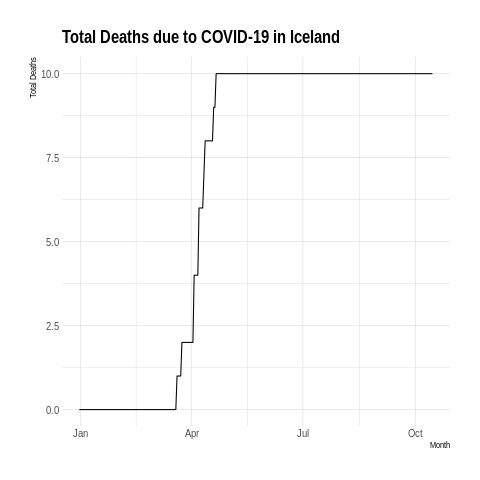 Total Deaths due to COVID-19 in Iceland
Total Deaths
10.0
7.5
5.0
2.5
0.0
Jan Apr Jul Oct
Month